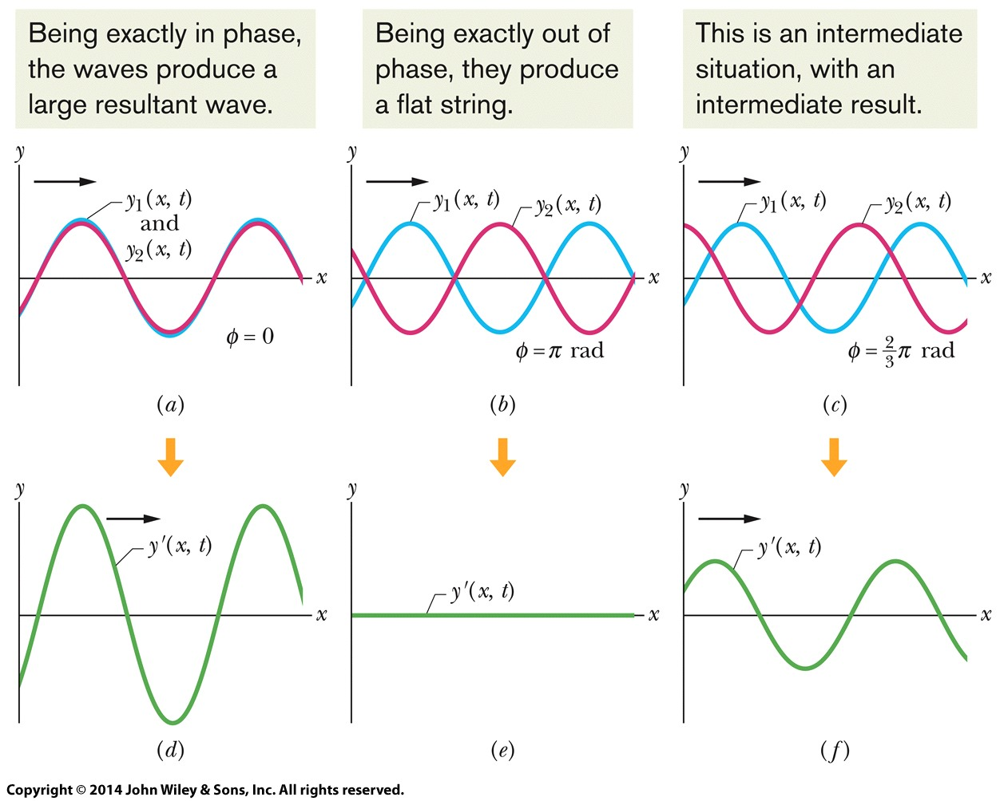 Being exactly in phase,
the waves produce a
large resultant wave.
Being exactly out of
phase, they produce
a flat string.
This is an intermediate
situation, with an
intermediate result.
y
y₁(x, t)
and
y₂(x, t)
x
ϕ = 0
(a)
y
y₁(x, t)
y₂(x, t)
x
ϕ = π rad
(b)
y
y₁(x, t)
y₂(x, t)
x
ϕ = 2/3 π rad
(c)
y
y′(x, t)
x
(d)
y
y′(x, t)
x
(e)
y
y′(x, t)
x
(f)
Copyright © 2014 John Wiley & Sons, Inc. All rights reserved.